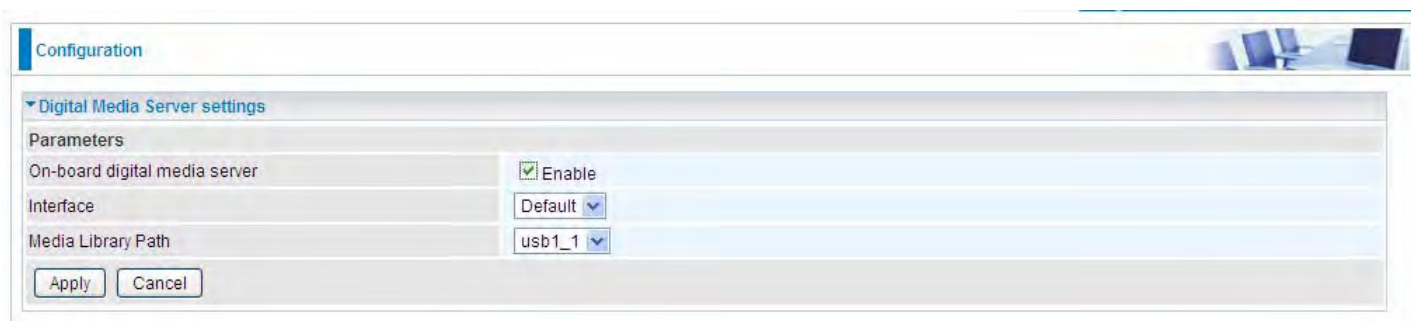 Configuration
Digital Media Server settings
Parameters
On-board digital media server Enable
Interface Default
Media Library Path usb1_1
Apply Cancel